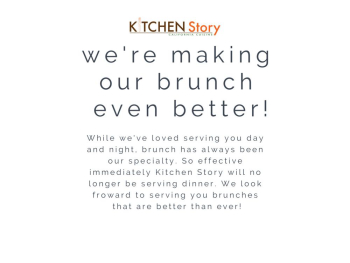 KiTCHEN Story
CALIFORNIA CUISINE
we're making
our brunch
even better!
While we've loved serving you day
and night, brunch has always been
our specialty. So effective
immediately Kitchen Story will no
longer be serving dinner. We look
froward to serving you brunches
that are better than ever!